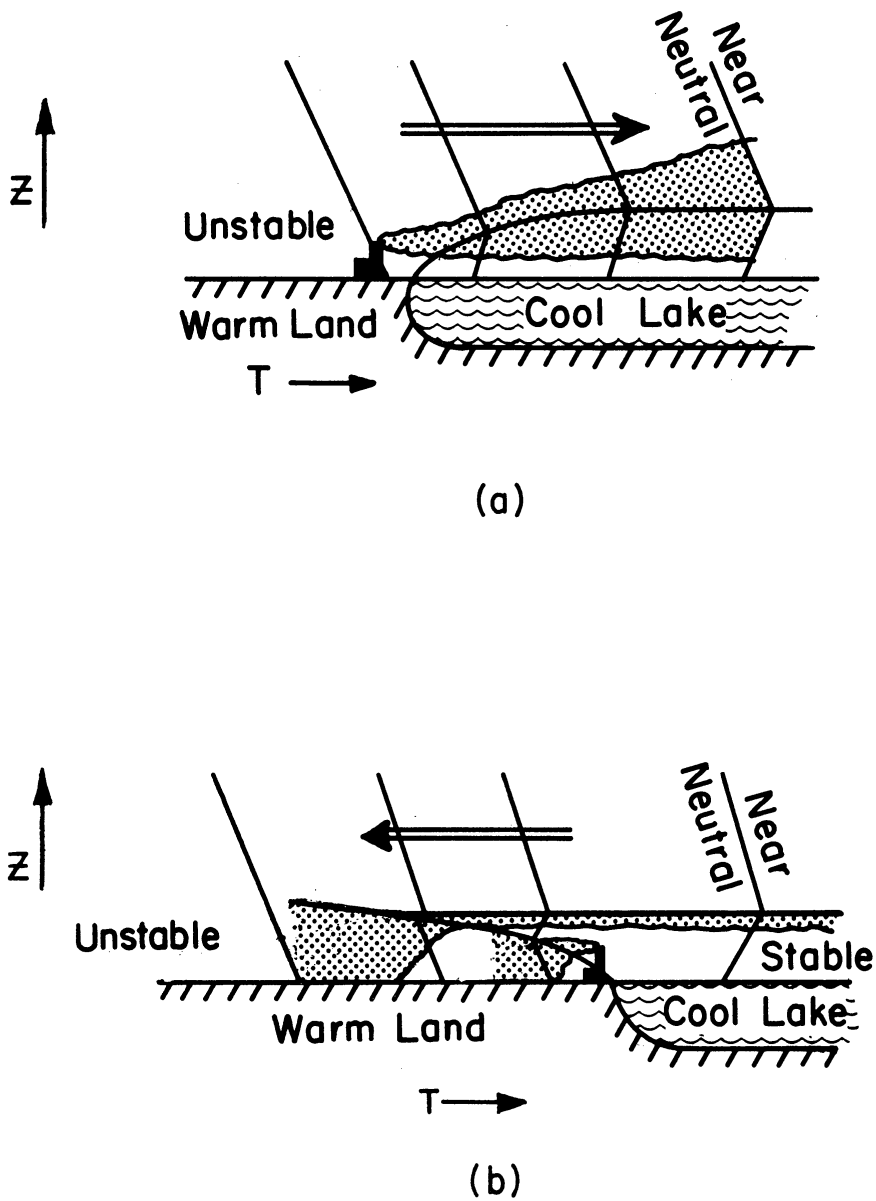 Near
Neutral
Z
Unstable
Warm Land
Cool Lake
T
(a)
Near
Neutral
Z
Unstable
Stable
Cool Lake
Warm Land
T
(b)